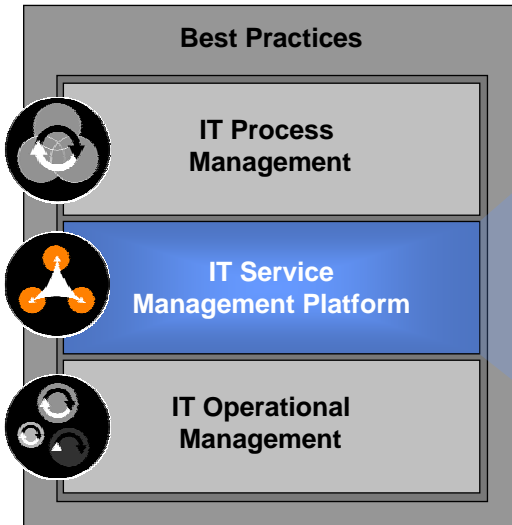 Best Practices
IT Process
Management
IT Service
Management Platform
IT Operational
Management